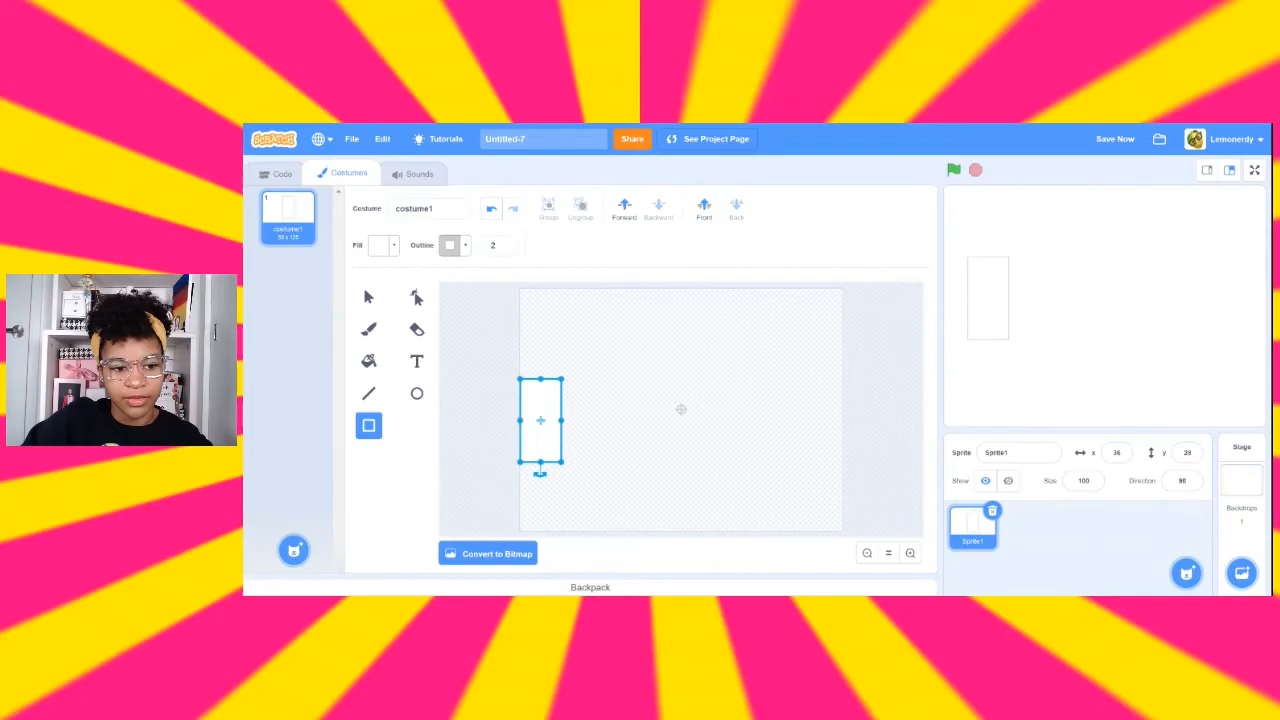 SCRATCH
File
Edit
Tutorials
Untitled-7
Share
See Project Page
Save Now
Lemonerdy
Code
Costumes
Sounds
1
costume1
Costume
costume1
Group
Ungroup
Forward
Backward
Front
Back
Fill
Outline
2
T
Convert to Bitmap
=
Backpack
Sprite
Sprite1
x
36
y
28
Show
Size
100
Direction
90
Sprite1
Stage
Backdrops
1